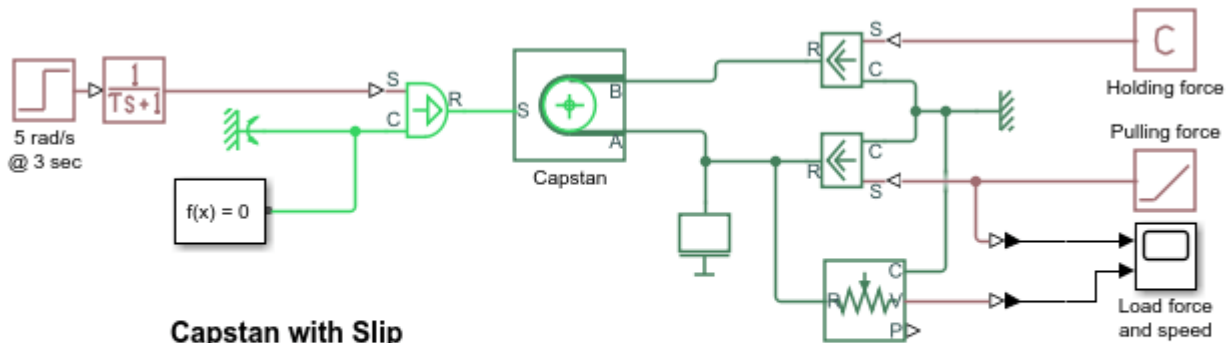 S
R
C
Holding force
C
5 rad/s
@ 3 sec
1
TS+1
S
C
R
S
B
A
Capstan
C
R
S
Pulling force
f(x) = 0
R
C
V
P
Load force
and speed
Capstan with Slip